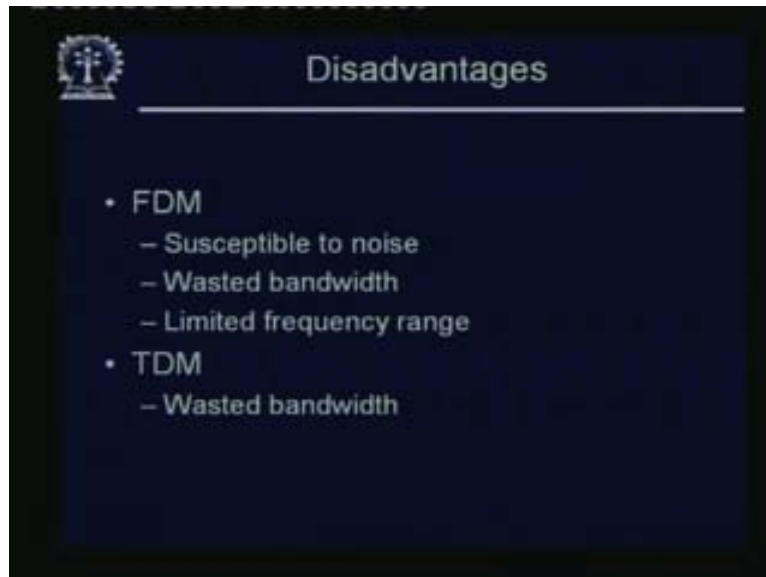 Disadvantages
• FDM
– Susceptible to noise
– Wasted bandwidth
– Limited frequency range
• TDM
– Wasted bandwidth